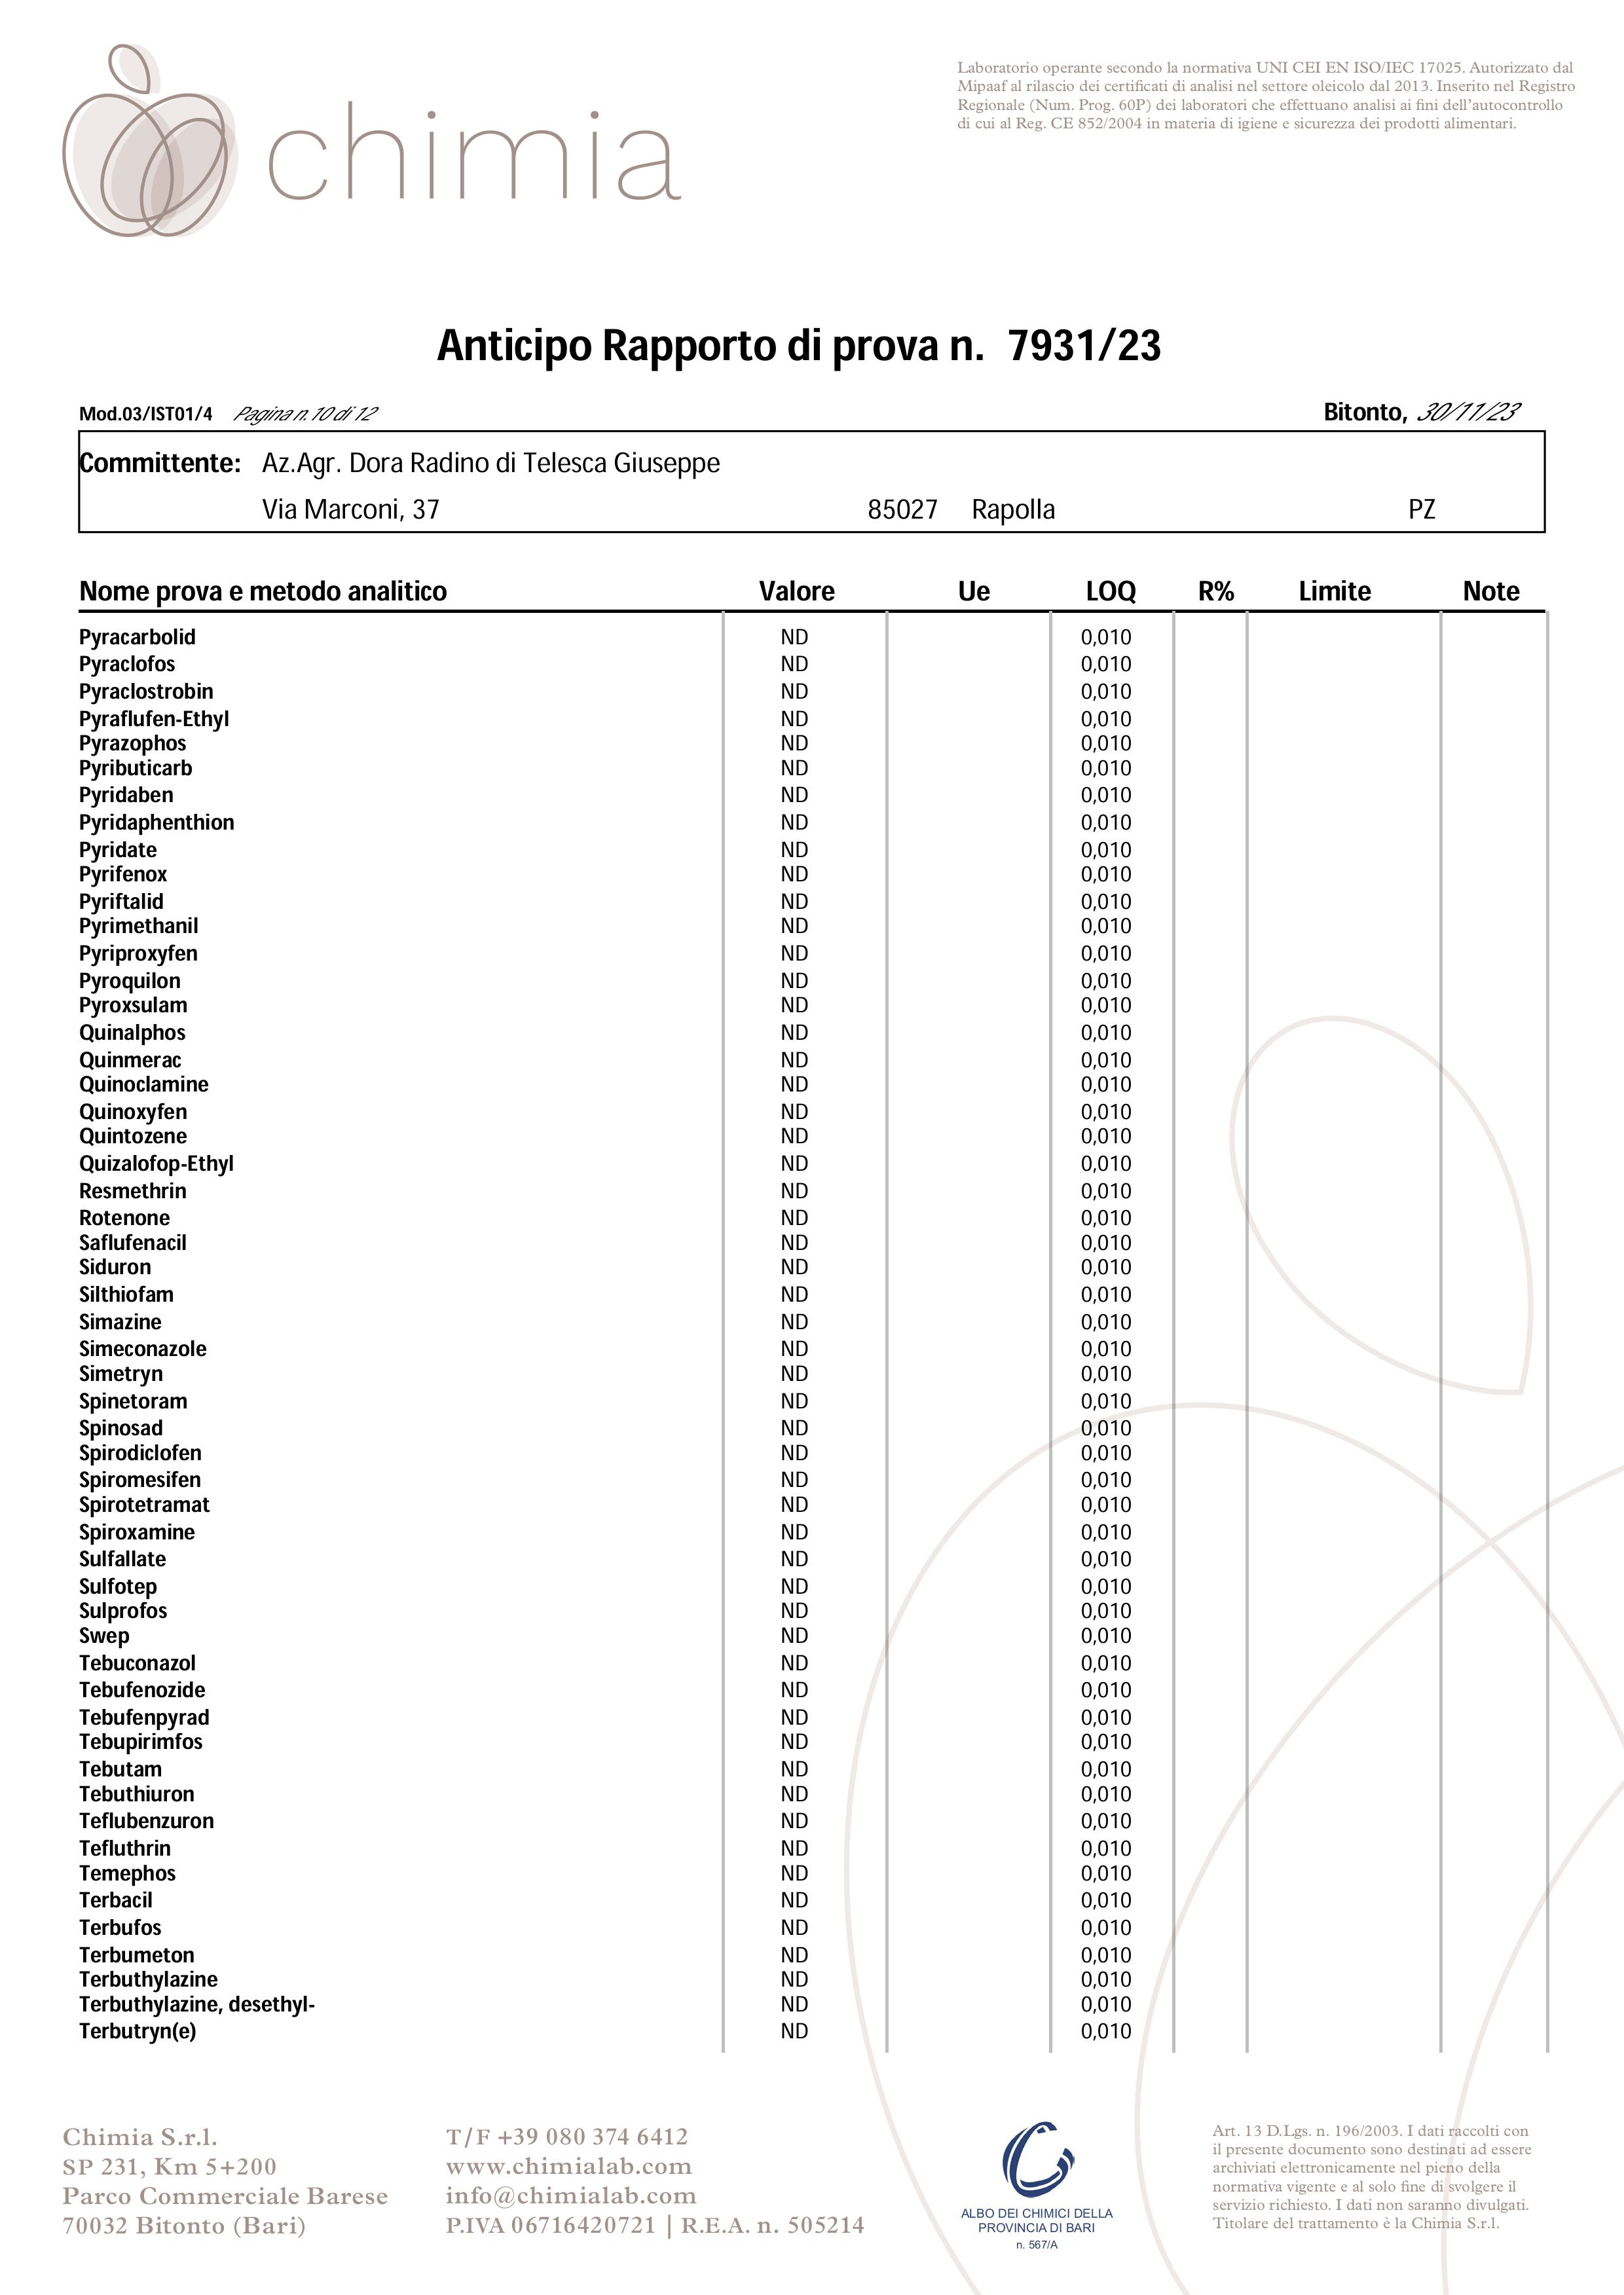 chimia
Laboratorio operante secondo la normativa UNI CEI EN ISO/IEC 17025. Autorizzato dal
Mipaaf al rilascio dei certificati di analisi nel settore oleicolo dal 2013. Inserito nel Registro
Regionale (Num. Prog. 60P) dei laboratori che effettuano analisi ai fini dell'autocontrollo
di cui al Reg. CE 852/2004 in materia di igiene e sicurezza dei prodotti alimentari.
Anticipo Rapporto di prova n. 7931/23
Mod.03/IST01/4 Pagina n. 10 di 12 Bitonto, 30/11/23
Committente: Az.Agr. Dora Radino di Telesca Giuseppe
Via Marconi, 37 85027 Rapolla PZ
Nome prova e metodo analitico Valore Ue LOQ R% Limite Note
Pyracarbolid ND 0,010
Pyraclofos ND 0,010
Pyraclostrobin ND 0,010
Pyraflufen-Ethyl ND 0,010
Pyrazophos ND 0,010
Pyributicarb ND 0,010
Pyridaben ND 0,010
Pyridaphenthion ND 0,010
Pyridate ND 0,010
Pyrifenox ND 0,010
Pyriftalid ND 0,010
Pyrimethanil ND 0,010
Pyriproxyfen ND 0,010
Pyroquilon ND 0,010
Pyroxsulam ND 0,010
Quinalphos ND 0,010
Quinmerac ND 0,010
Quinoclamine ND 0,010
Quinoxyfen ND 0,010
Quintozene ND 0,010
Quizalofop-Ethyl ND 0,010
Resmethrin ND 0,010
Rotenone ND 0,010
Saflufenacil ND 0,010
Siduron ND 0,010
Silthiofam ND 0,010
Simazine ND 0,010
Simeconazole ND 0,010
Simetryn ND 0,010
Spinetoram ND 0,010
Spinosad ND 0,010
Spirodiclofen ND 0,010
Spiromesifen ND 0,010
Spirotetramat ND 0,010
Spiroxamine ND 0,010
Sulfallate ND 0,010
Sulfotep ND 0,010
Sulprofos ND 0,010
Swep ND 0,010
Tebuconazol ND 0,010
Tebufenozide ND 0,010
Tebufenpyrad ND 0,010
Tebupirimfos ND 0,010
Tebutam ND 0,010
Tebuthiuron ND 0,010
Teflubenzuron ND 0,010
Tefluthrin ND 0,010
Temephos ND 0,010
Terbacil ND 0,010
Terbufos ND 0,010
Terbumeton ND 0,010
Terbuthylazine ND 0,010
Terbuthylazine, desethyl- ND 0,010
Terbutryn(e) ND 0,010
Chimia S.r.l.
SP 231, Km 5+200
Parco Commerciale Barese
70032 Bitonto (Bari)
T/F +39 080 374 6412
www.chimialab.com
info@chimialab.com
P.IVA 06716420721 | R.E.A. n. 505214
ALBO DEI CHIMICI DELLA
PROVINCIA DI BARI
n. 567/A
Art. 13 D.Lgs. n. 196/2003. I dati raccolti con
il presente documento sono destinati ad essere
archiviati elettronicamente nel pieno della
normativa vigente e al solo fine di svolgere il
servizio richiesto. I dati non saranno divulgati.
Titolare del trattamento è la Chimia S.r.l.